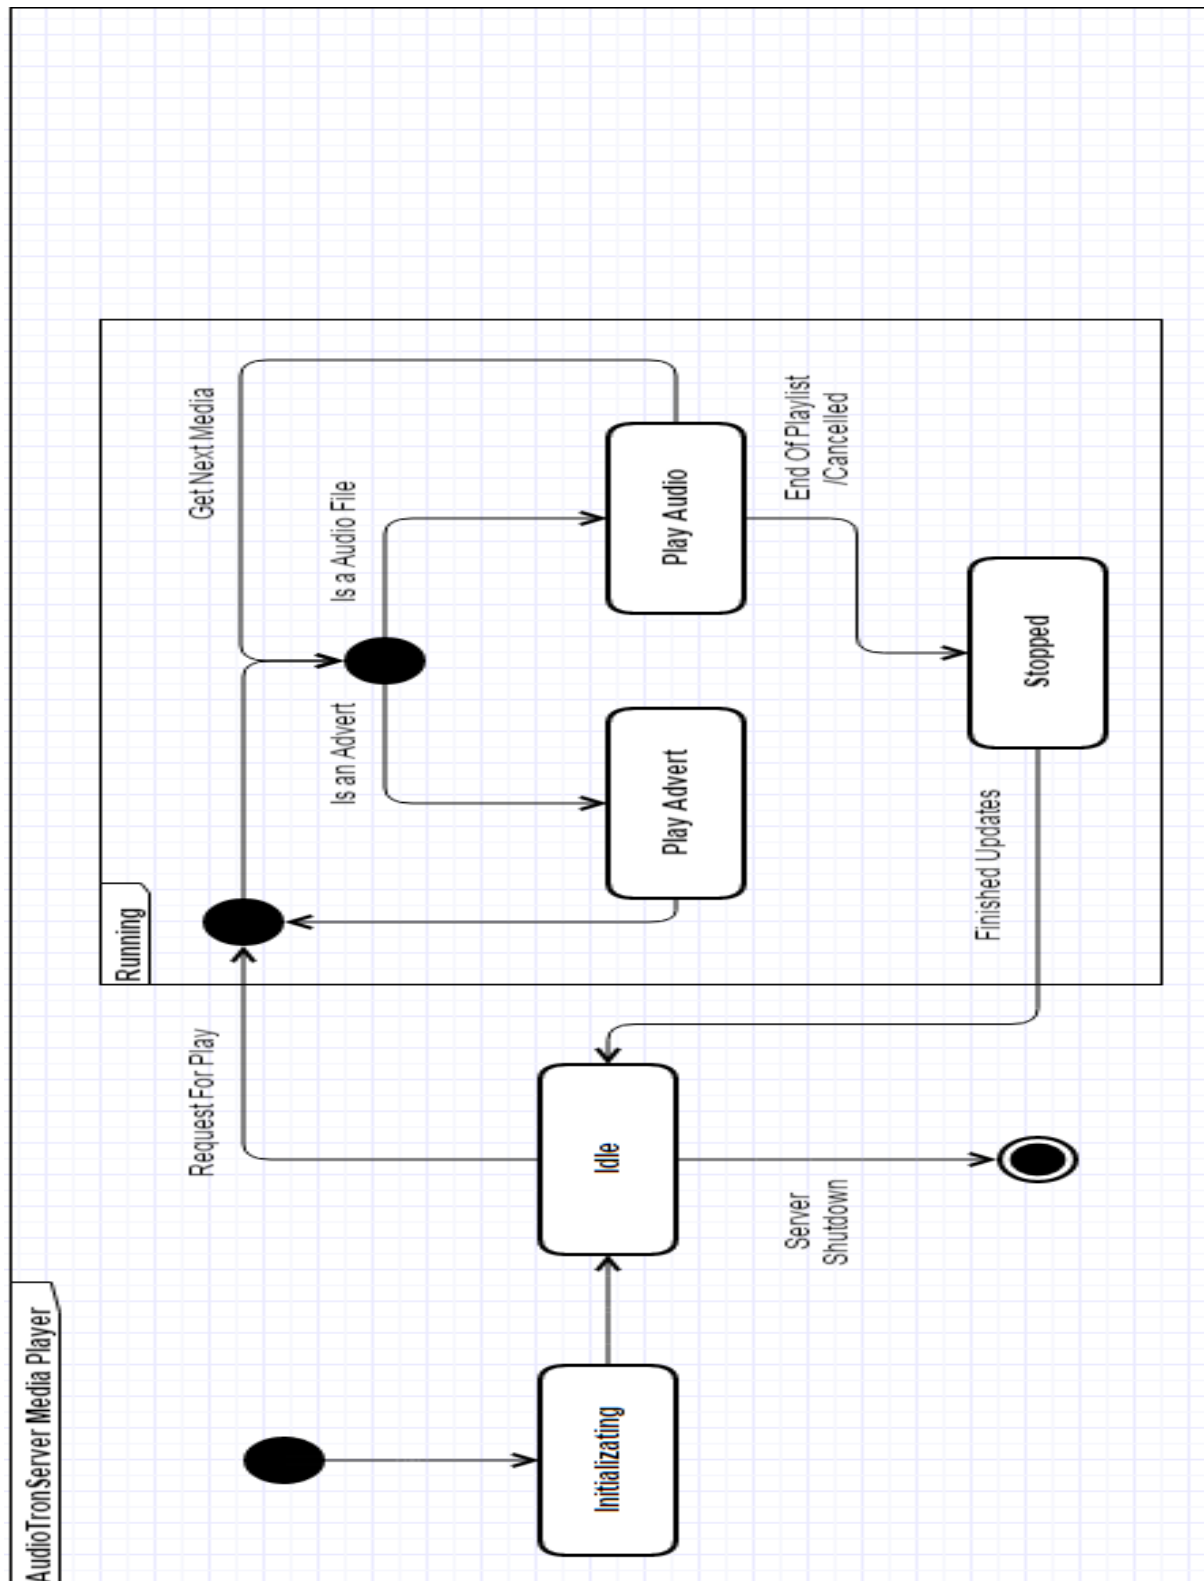 AudioTronServer Media Player
Running
Request For Play
Get Next Media
Is an Advert
Is a Audio File
Initializating
Idle
Play Advert
Play Audio
Server
Shutdown
End Of Playlist
/Cancelled
Finished Updates
Stopped